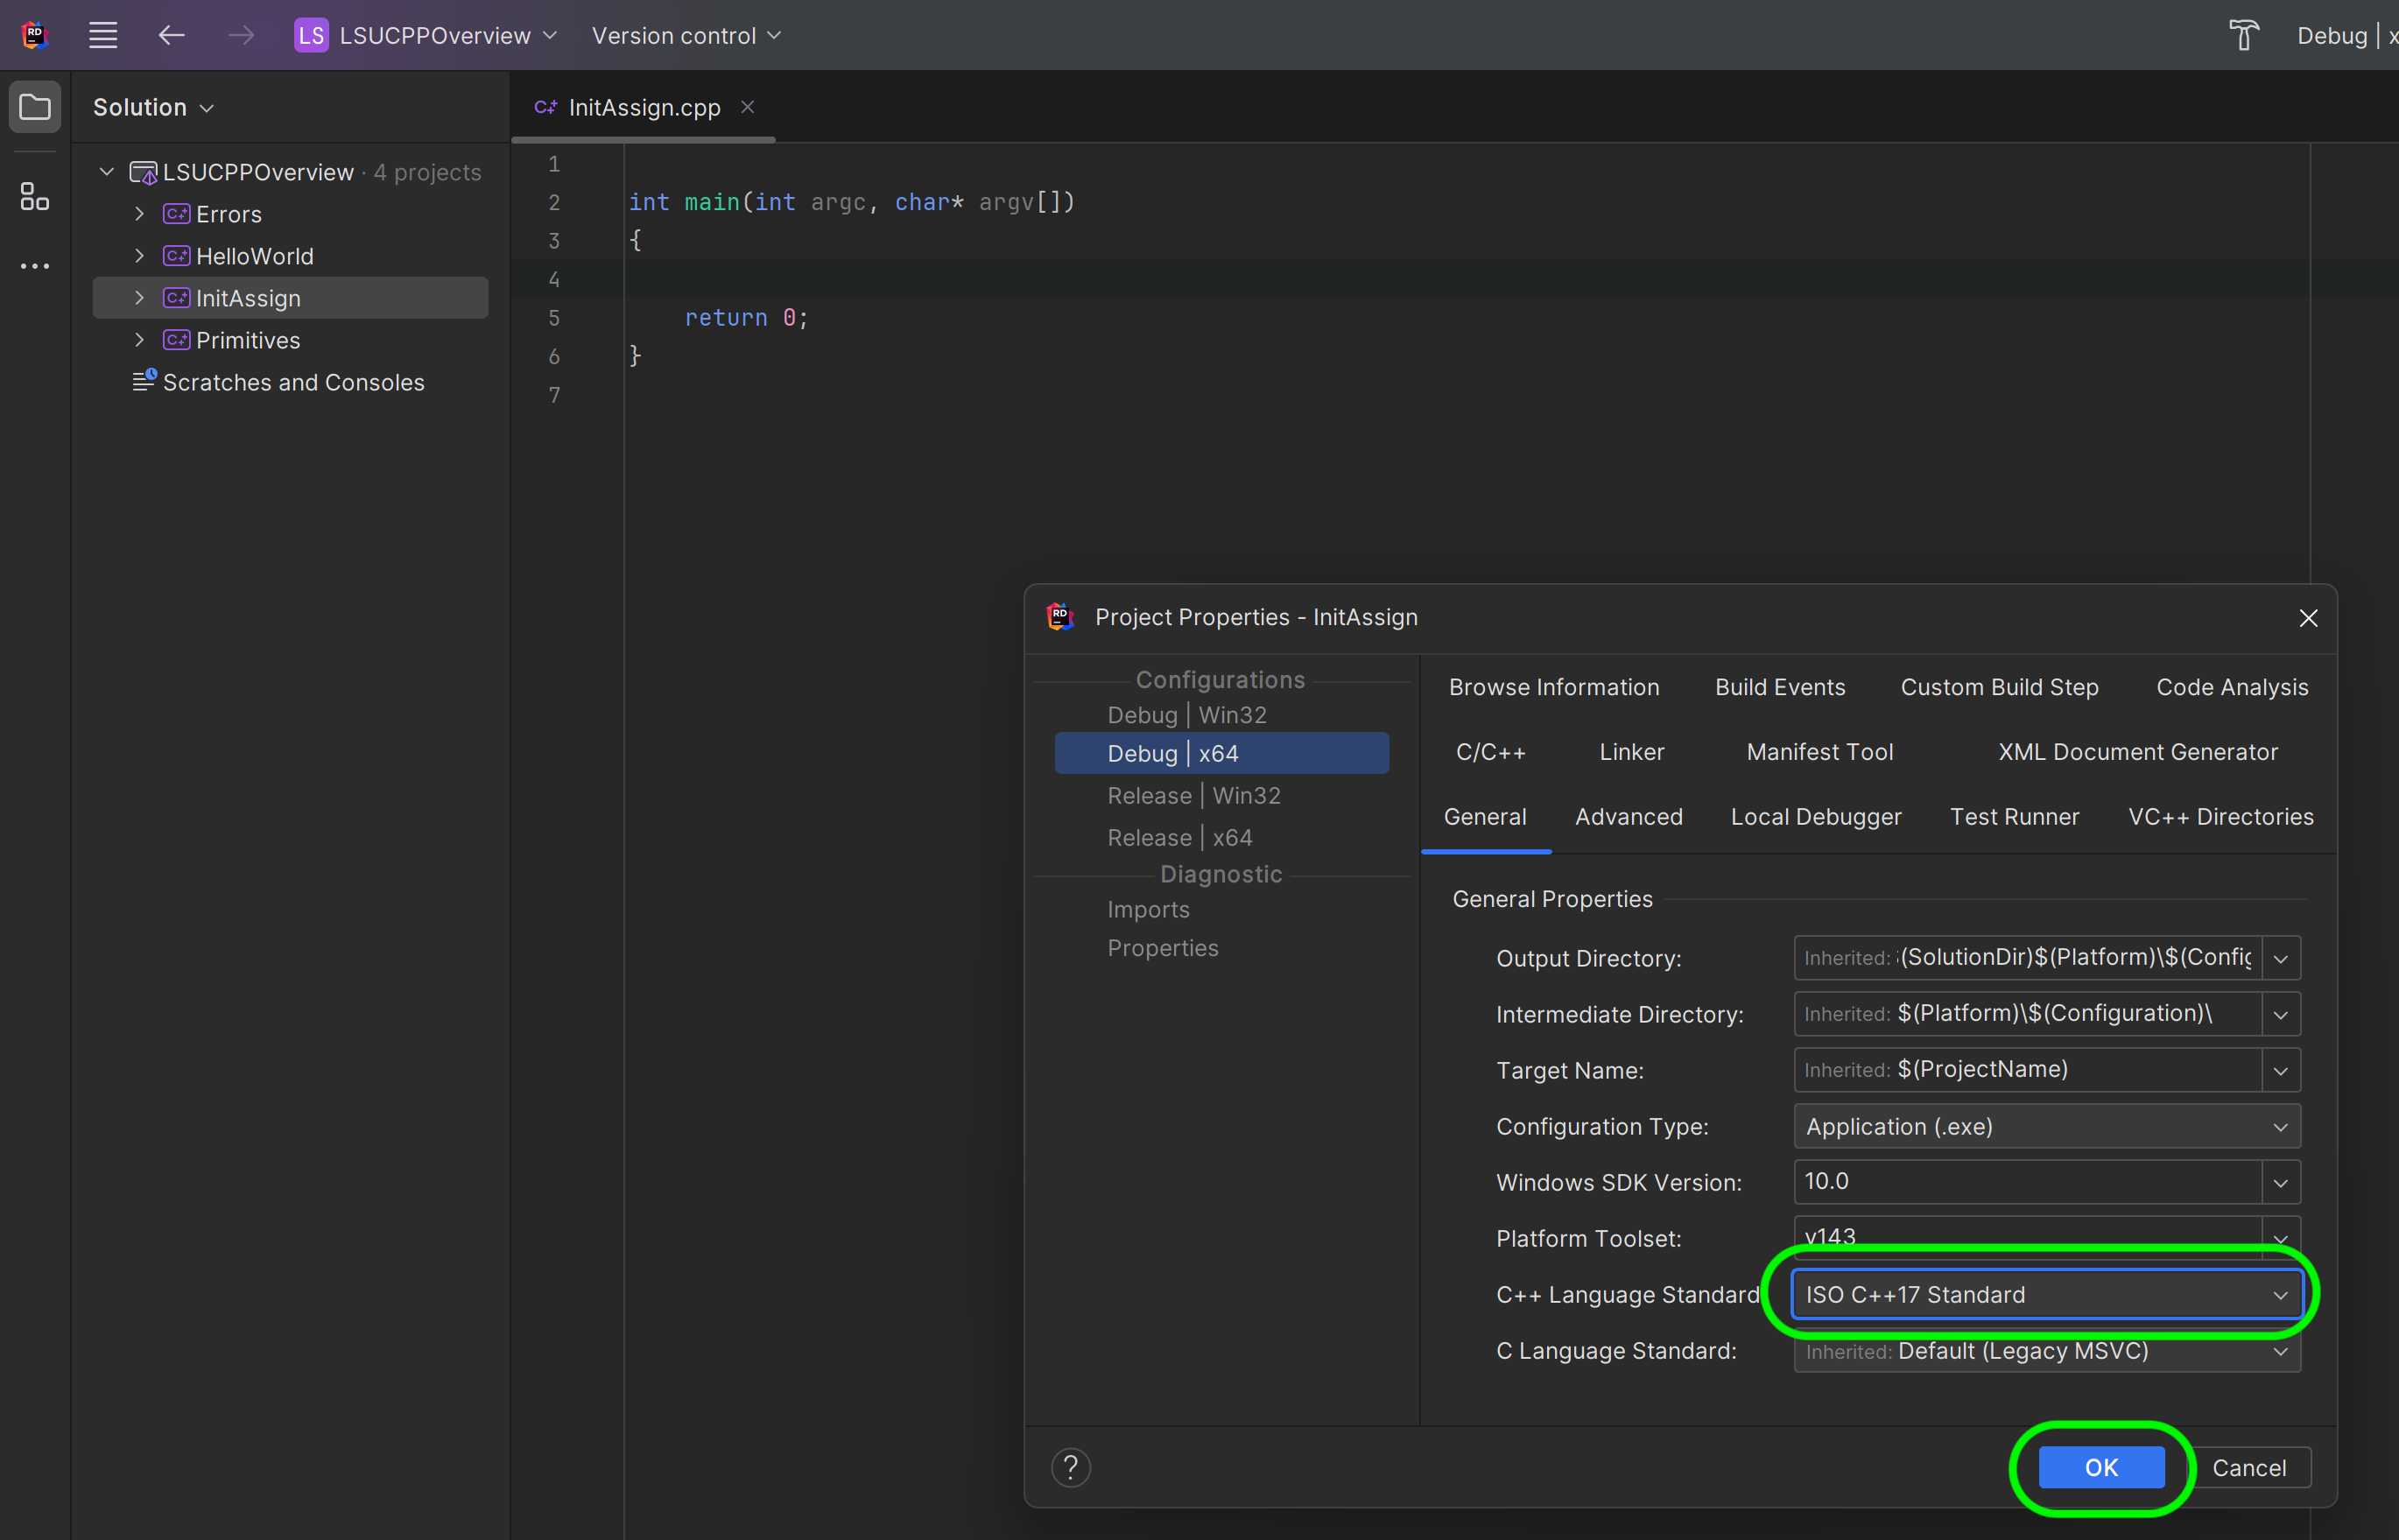 RD LS LSUCPPOverview Version control Debug | x
Solution
InitAssign.cpp
LSUCPPOverview · 4 projects
Errors
HelloWorld
InitAssign
Primitives
Scratches and Consoles
1
2 int main(int argc, char* argv[])
3 {
4
5 return 0;
6 }
7
RD Project Properties - InitAssign
Configurations
Debug | Win32
Debug | x64
Release | Win32
Release | x64
Diagnostic
Imports
Properties
Browse Information Build Events Custom Build Step Code Analysis
C/C++ Linker Manifest Tool XML Document Generator
General Advanced Local Debugger Test Runner VC++ Directories
General Properties
Output Directory: Inherited: (SolutionDir)$(Platform)\$(Config
Intermediate Directory: Inherited: $(Platform)\$(Configuration)\
Target Name: Inherited: $(ProjectName)
Configuration Type: Application (.exe)
Windows SDK Version: 10.0
Platform Toolset: v143
C++ Language Standard ISO C++17 Standard
C Language Standard: Inherited: Default (Legacy MSVC)
? OK Cancel